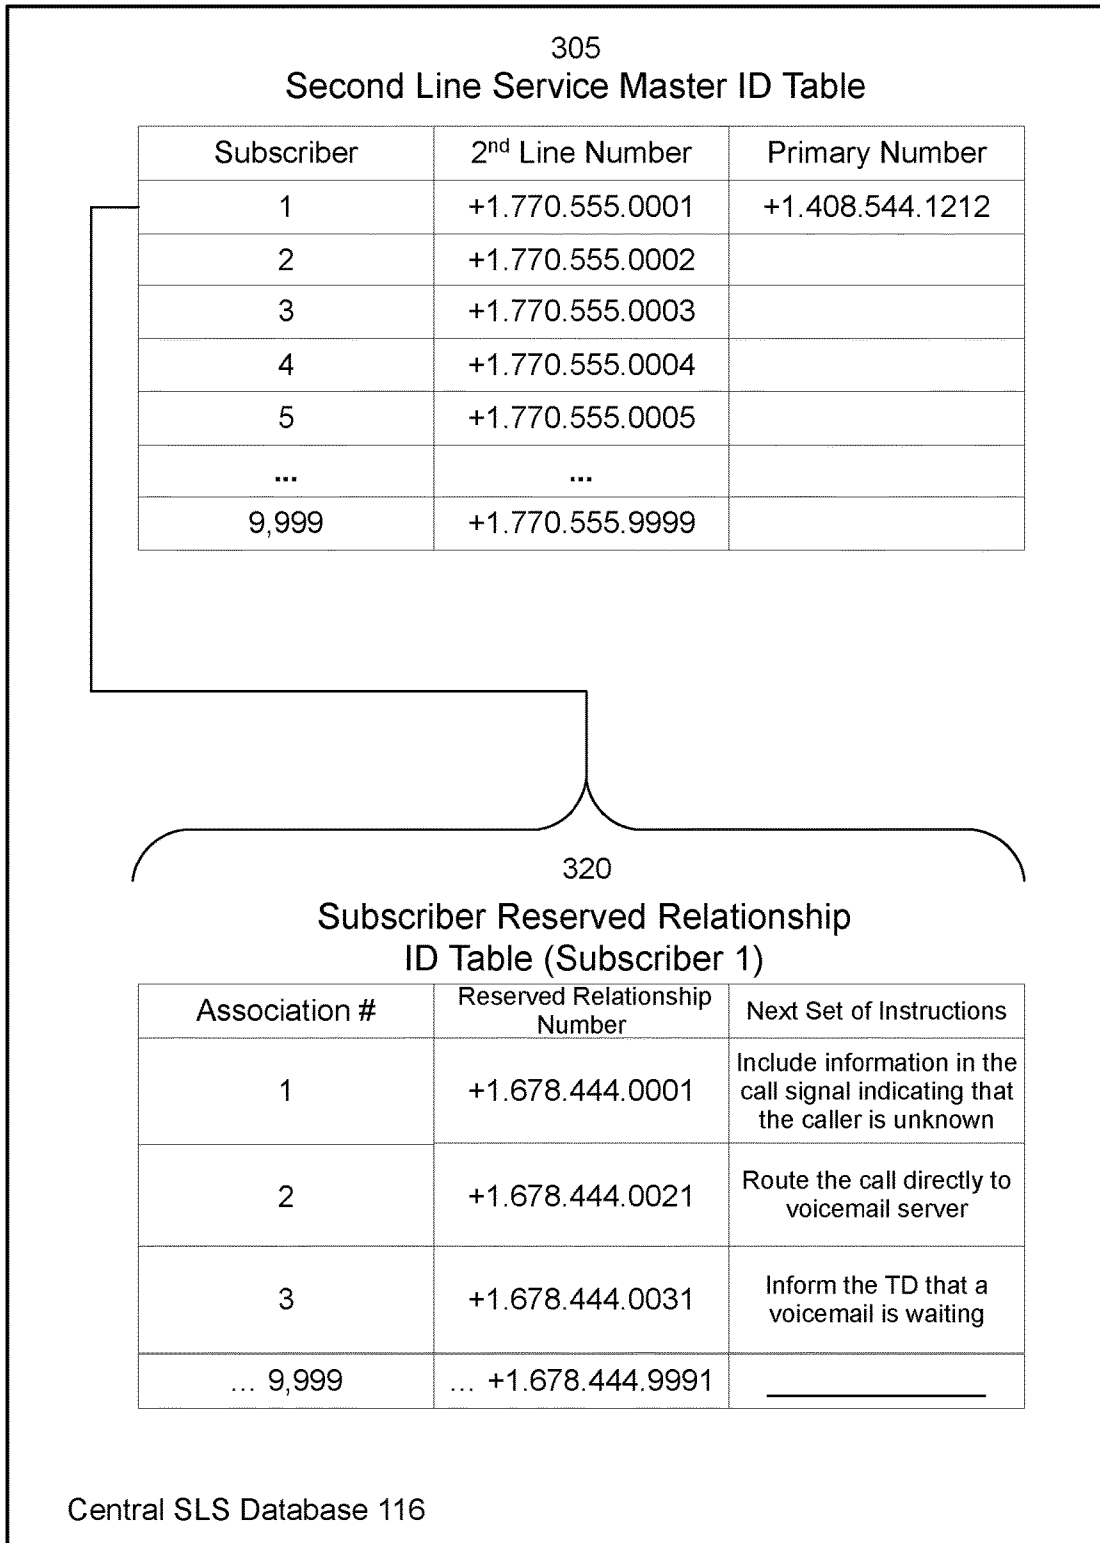 305
Second Line Service Master ID Table
Subscriber 2nd Line Number Primary Number
1 +1.770.555.0001 +1.408.544.1212
2 +1.770.555.0002
3 +1.770.555.0003
4 +1.770.555.0004
5 +1.770.555.0005
... ...
9,999 +1.770.555.9999
320
Subscriber Reserved Relationship
ID Table (Subscriber 1)
Association # Reserved Relationship Number Next Set of Instructions
1 +1.678.444.0001 Include information in the
call signal indicating that
the caller is unknown
2 +1.678.444.0021 Route the call directly to
voicemail server
3 +1.678.444.0031 Inform the TD that a
voicemail is waiting
... 9,999 ... +1.678.444.9991
Central SLS Database 116